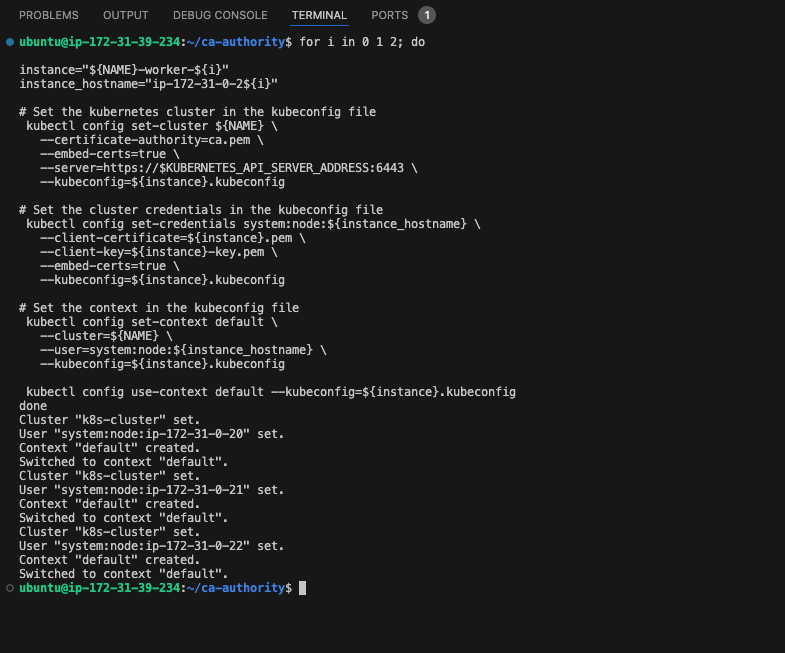 PROBLEMS OUTPUT DEBUG CONSOLE TERMINAL PORTS 1
ubuntu@ip-172-31-39-234:~/ca-authority$ for i in 0 1 2; do

instance="${NAME}-worker-${i}"
instance_hostname="ip-172-31-0-2${i}"

# Set the kubernetes cluster in the kubeconfig file
 kubectl config set-cluster ${NAME} \
   --certificate-authority=ca.pem \
   --embed-certs=true \
   --server=https://$KUBERNETES_API_SERVER_ADDRESS:6443 \
   --kubeconfig=${instance}.kubeconfig

# Set the cluster credentials in the kubeconfig file
 kubectl config set-credentials system:node:${instance_hostname} \
   --client-certificate=${instance}.pem \
   --client-key=${instance}-key.pem \
   --embed-certs=true \
   --kubeconfig=${instance}.kubeconfig

# Set the context in the kubeconfig file
 kubectl config set-context default \
   --cluster=${NAME} \
   --user=system:node:${instance_hostname} \
   --kubeconfig=${instance}.kubeconfig

 kubectl config use-context default --kubeconfig=${instance}.kubeconfig
done
Cluster "k8s-cluster" set.
User "system:node:ip-172-31-0-20" set.
Context "default" created.
Switched to context "default".
Cluster "k8s-cluster" set.
User "system:node:ip-172-31-0-21" set.
Context "default" created.
Switched to context "default".
Cluster "k8s-cluster" set.
User "system:node:ip-172-31-0-22" set.
Context "default" created.
Switched to context "default".
ubuntu@ip-172-31-39-234:~/ca-authority$